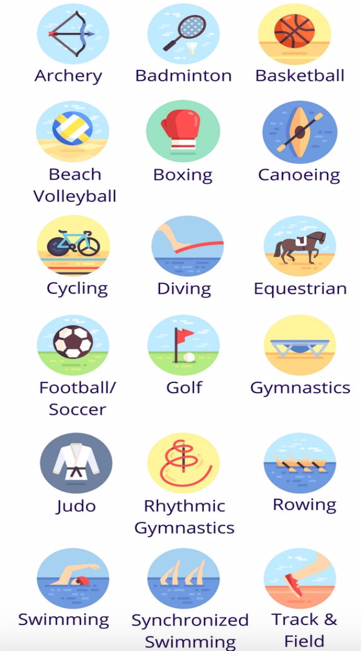 Archery
Badminton
Basketball
Beach
Volleyball
Boxing
Canoeing
Cycling
Diving
Equestrian
Football/
Soccer
Golf
Gymnastics
Judo
Rhythmic
Gymnastics
Rowing
Swimming
Synchronized
Swimming
Track &
Field